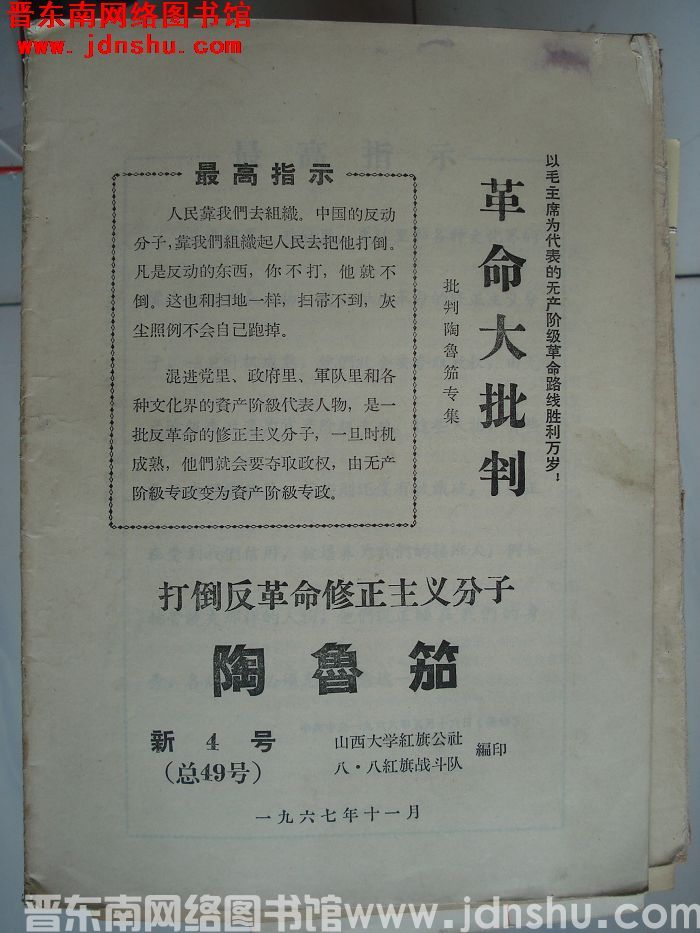 晋东南网络图书馆
www.jdnshu.com
以毛主席为代表的无产阶级革命路线胜利万岁！
革命大批判
批判陶魯笳专集
最高指示
人民靠我們去組織。中国的反动
分子，靠我們組織起人民去把他打倒。
凡是反动的东西，你不打，他就不
倒。这也和扫地一样，扫帚不到，灰
尘照例不会自己跑掉。
混进党里、政府里、軍队里和各
种文化界的資产阶級代表人物，是一
批反革命的修正主义分子，一旦时机
成熟，他們就会要夺取政权，由无产
阶級专政变为資产阶級专政。
打倒反革命修正主义分子
陶魯笳
新4号
（总49号）
山西大学紅旗公社
八·八紅旗战斗队
編印
一九六七年十一月
晋东南网络图书馆 www.jdnshu.com